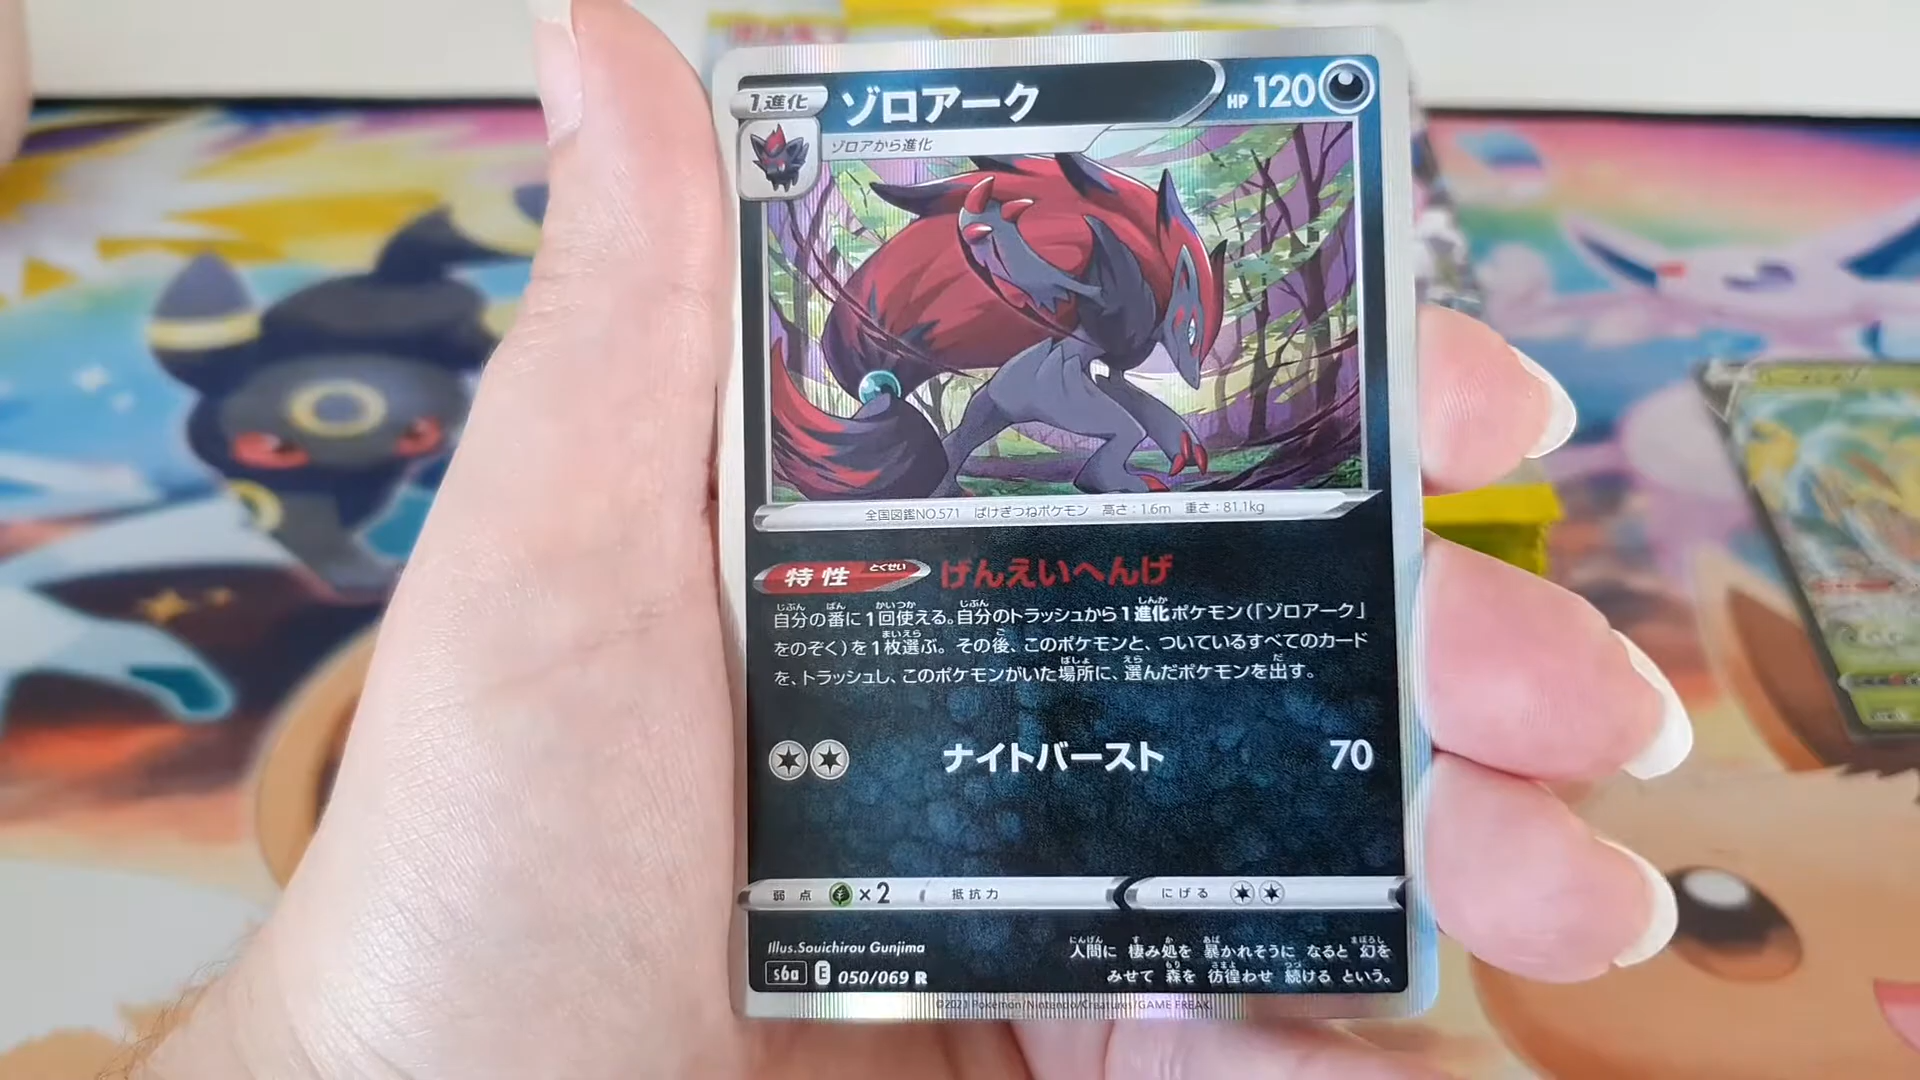 1進化 ゾロアーク HP 120
ゾロアから進化
全国図鑑NO.571 ばけぎつねポケモン 高さ:1.6m 重さ:81.1kg
特性 とくせい げんえいへんげ
自分の番に1回使える。自分のトラッシュから1進化ポケモン(「ゾロアーク」
をのぞく)を1枚選ぶ。その後、このポケモンと、ついているすべてのカード
を、トラッシュし、このポケモンがいた場所に、選んだポケモンを出す。
ナイトバースト 70
弱点 ×2 抵抗力 にげる
Illus.Souichirou Gunjima
人間に 棲み処を 暴かれそうに なると 幻を
みせて 森を 彷徨わせ 続ける という。
s6a E 050/069 R
©2021 Pokémon/Nintendo/Creatures/GAME FREAK